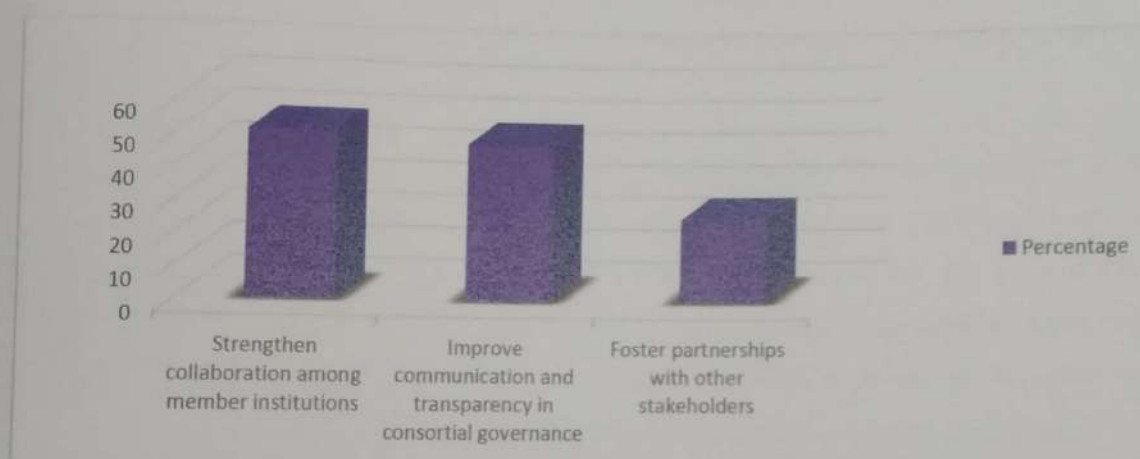 60
50
40
30
20
10
0
Strengthen
collaboration among
member institutions
Improve
communication and
transparency in
consortial governance
Foster partnerships
with other
stakeholders
Percentage